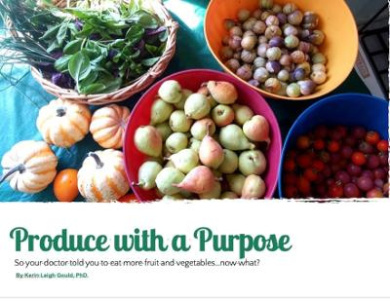 Produce with a Purpose
So your doctor told you to eat more fruit and vegetables...now what?
By Karin Leigh Gould, PhD.